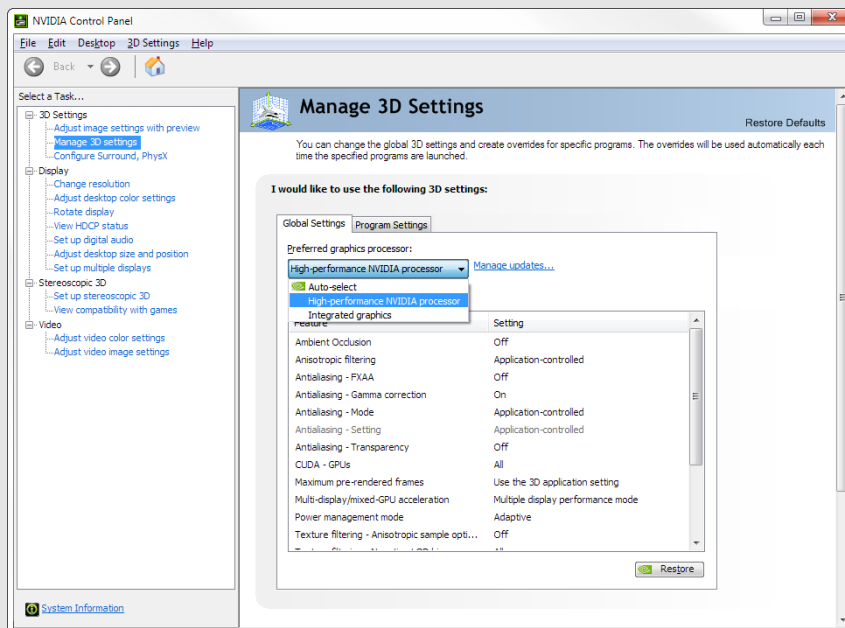 NVIDIA Control Panel
File Edit Desktop 3D Settings Help
Back
Select a Task...
3D Settings
Adjust image settings with preview
Manage 3D settings
Configure Surround, PhysX
Display
Change resolution
Adjust desktop color settings
Rotate display
View HDCP status
Set up digital audio
Adjust desktop size and position
Set up multiple displays
Stereoscopic 3D
Set up stereoscopic 3D
View compatibility with games
Video
Adjust video color settings
Adjust video image settings
System Information
Manage 3D Settings
Restore Defaults
You can change the global 3D settings and create overrides for specific programs. The overrides will be used automatically each
time the specified programs are launched.
I would like to use the following 3D settings:
Global Settings Program Settings
Preferred graphics processor:
High-performance NVIDIA processor Manage updates...
Auto-select
High-performance NVIDIA processor
Integrated graphics
Feature Setting
Ambient Occlusion Off
Anisotropic filtering Application-controlled
Antialiasing - FXAA Off
Antialiasing - Gamma correction On
Antialiasing - Mode Application-controlled
Antialiasing - Setting Application-controlled
Antialiasing - Transparency Off
CUDA - GPUs All
Maximum pre-rendered frames Use the 3D application setting
Multi-display/mixed-GPU acceleration Multiple display performance mode
Power management mode Adaptive
Texture filtering - Anisotropic sample opti... Off
Restore